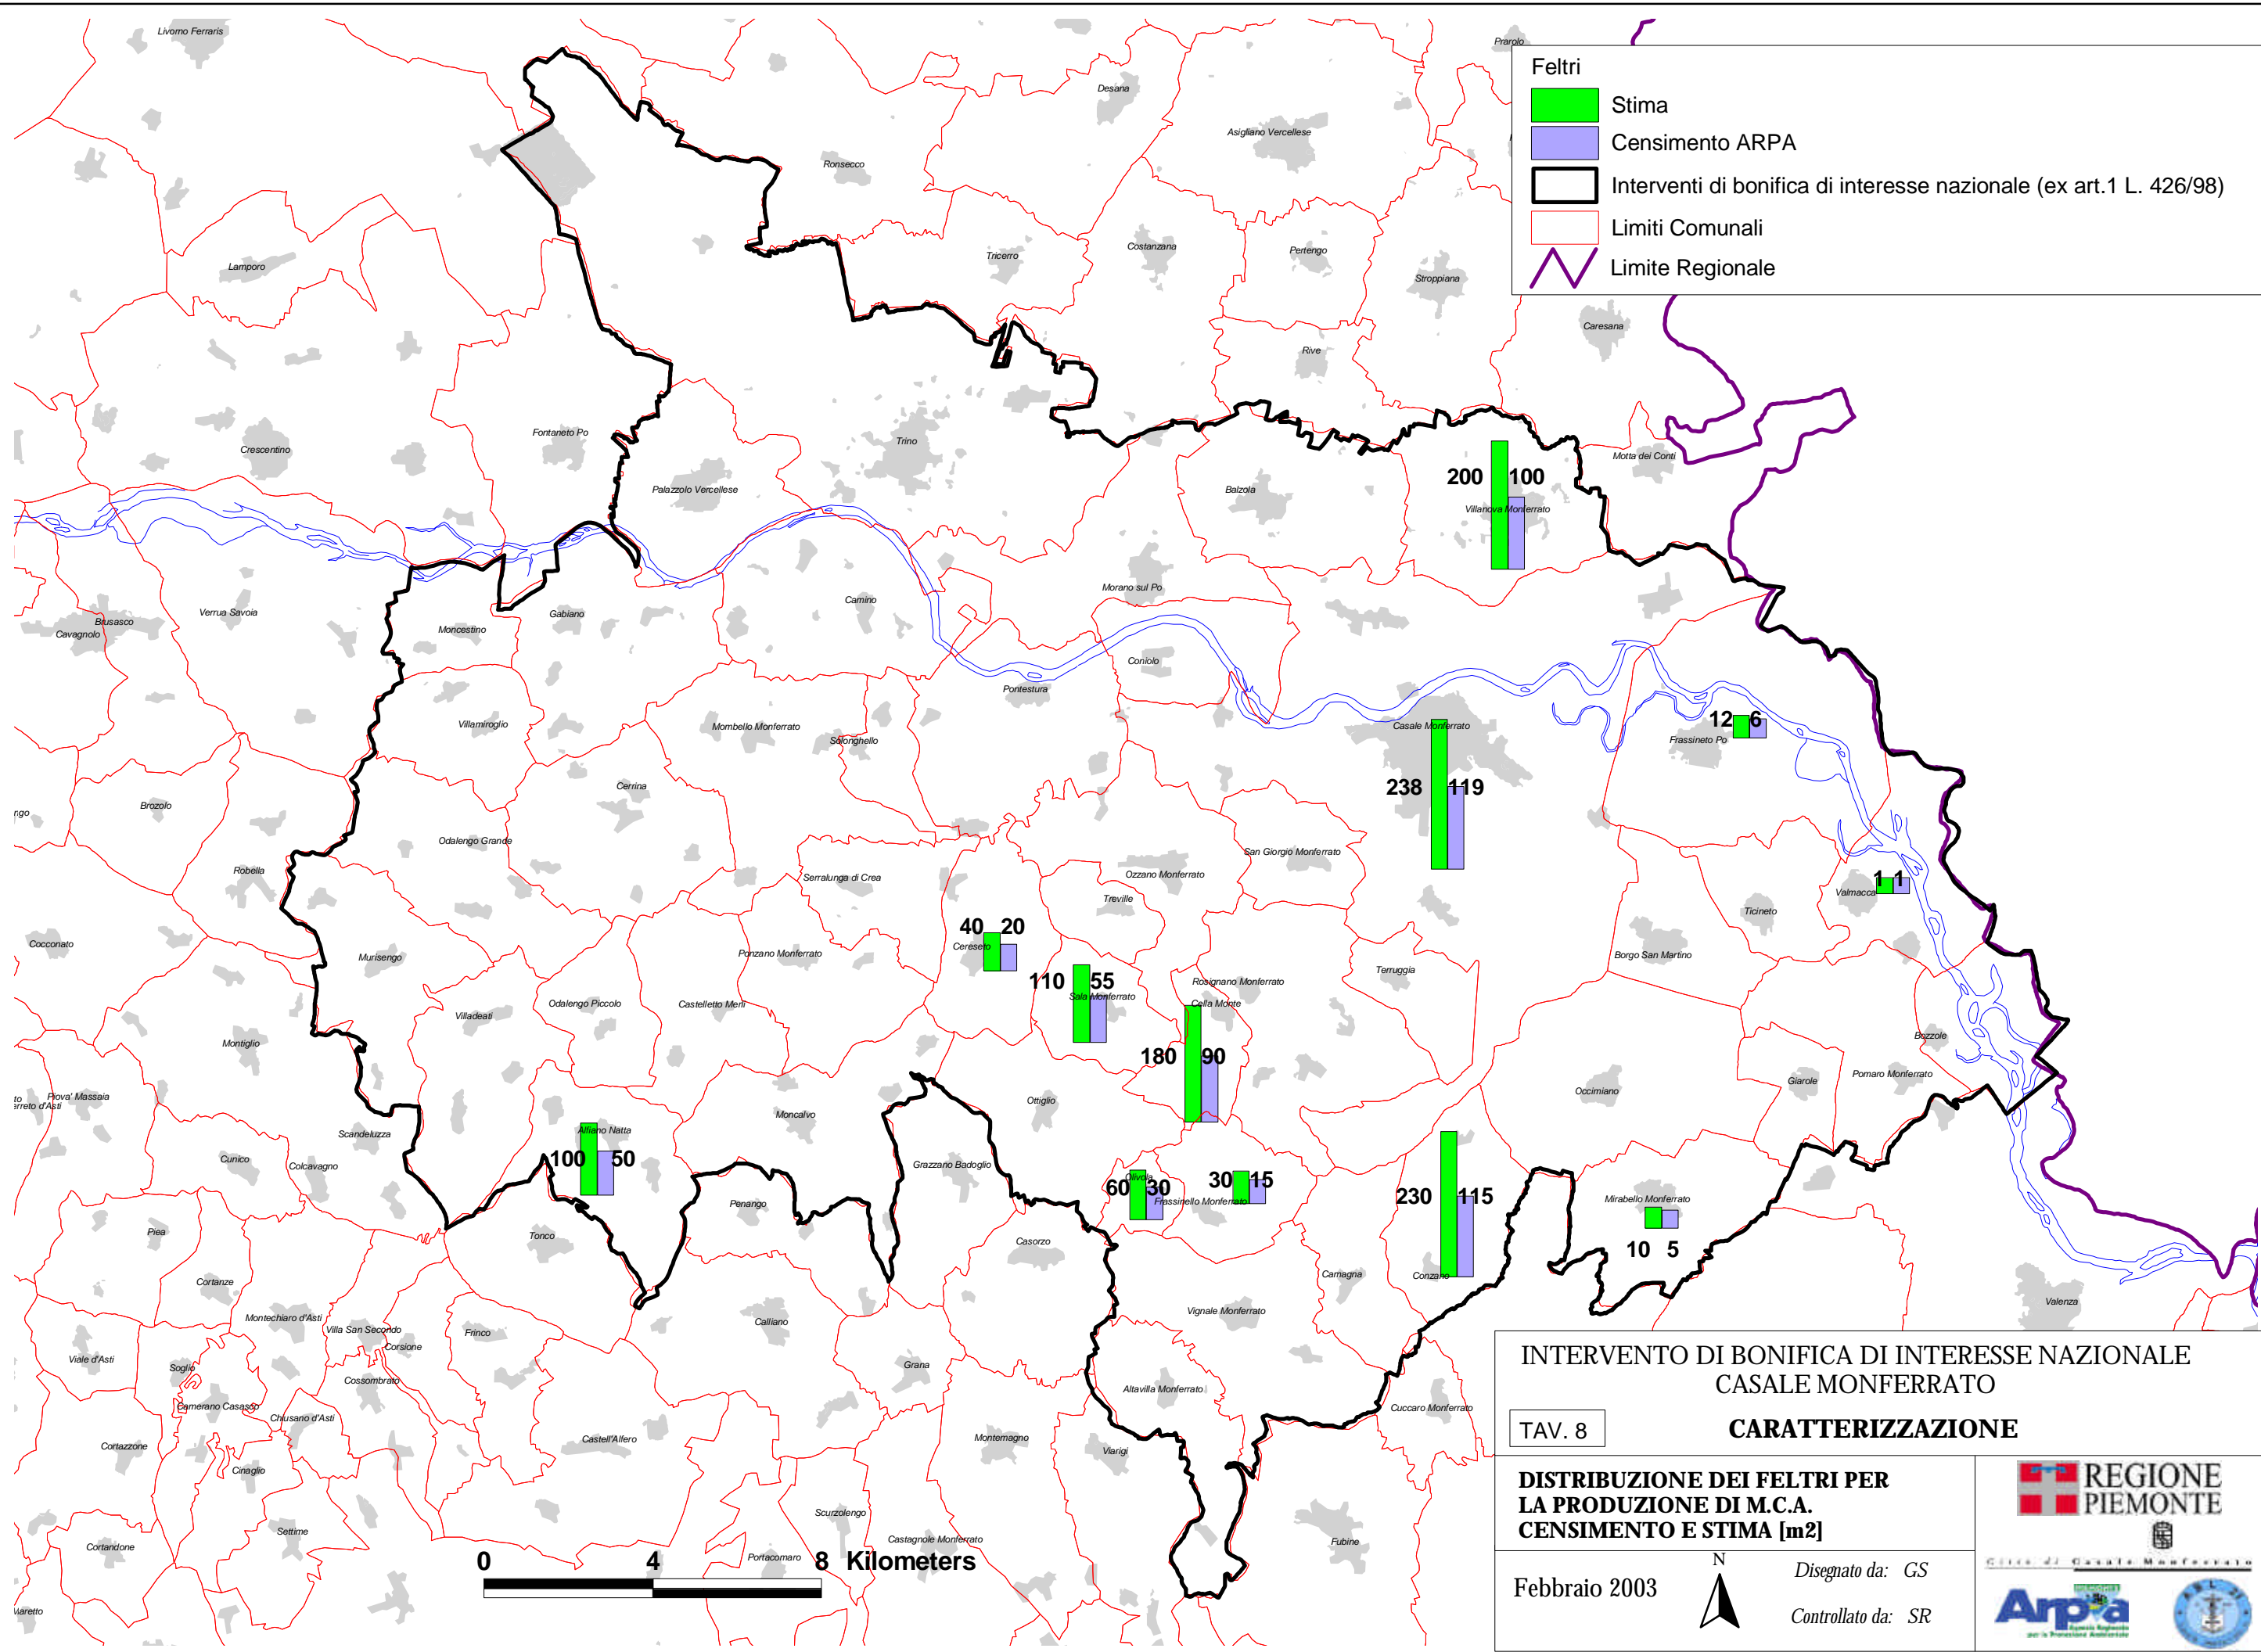 Livorno Ferraris
Prarolo
Desana
Asigliano Vercellese
Ronsecco
Feltri
Stima
Censimento ARPA
Interventi di bonifica di interesse nazionale (ex art.1 L. 426/98)
Limiti Comunali
Limite Regionale
Lamporo
Tricerro
Costanzana
Pertengo
Stroppiana
Caresana
Rive
Crescentino
Fontaneto Po
Palazzolo Vercellese
Trino
Balzola
200 100
Villanova Monferrato
Motta dei Conti
Verrua Savoia
Brusasco
Cavagnolo
Moncestino
Gabiano
Camino
Morano sul Po
Coniolo
Pontestura
Villamiroglio
Mombello Monferrato
Solonghello
Casale Monferrato
238 119
12 6
Frassineto Po
Brozolo
Cerrina
Odalengo Grande
Robella
Serralunga di Crea
Ozzano Monferrato
San Giorgio Monferrato
Treville
1 1
Valmacca
Ticineto
Cocconato
Murisengo
Ponzano Monferrato
40 20
Cereseto
110 55
Sala Monferrato
Rosignano Monferrato
Cella Monte
180 90
Terruggia
Borgo San Martino
Villadeati
Odalengo Piccolo
Castelletto Merli
Montiglio
Bozzole
Pomaro Monferrato
Giarole
Occimiano
Piova' Massaia
erreto d'Asti
Scandeluzza
Cunico
Colcavagno
Alfiano Natta
100 50
Moncalvo
Ottiglio
Grazzano Badoglio
Penango
Olivola
60 30
30 15
Frassinello Monferrato
230 115
Conzano
Mirabello Monferrato
10 5
Piea
Tonco
Casorzo
Cortanze
Camagna
Vignale Monferrato
Valenza
Montechiaro d'Asti
Villa San Secondo
Corsione
Frinco
Calliano
Viale d'Asti
Soglio
Cossombrato
Grana
Altavilla Monferrato
Cuccaro Monferrato
Camerano Casasco
Chiusano d'Asti
Cortazzone
Cinaglio
Castell'Alfero
Montemagno
Viarigi
Scurzolengo
Settime
Castagnole Monferrato
Cortandone
Portacomaro
Fubine
Maretto
0 4 8 Kilometers
INTERVENTO DI BONIFICA DI INTERESSE NAZIONALE
CASALE MONFERRATO
TAV. 8
CARATTERIZZAZIONE
DISTRIBUZIONE DEI FELTRI PER
LA PRODUZIONE DI M.C.A.
CENSIMENTO E STIMA [m2]
Febbraio 2003
N
Disegnato da: GS
Controllato da: SR
REGIONE
PIEMONTE
Città di Casale Monferrato
Arpa